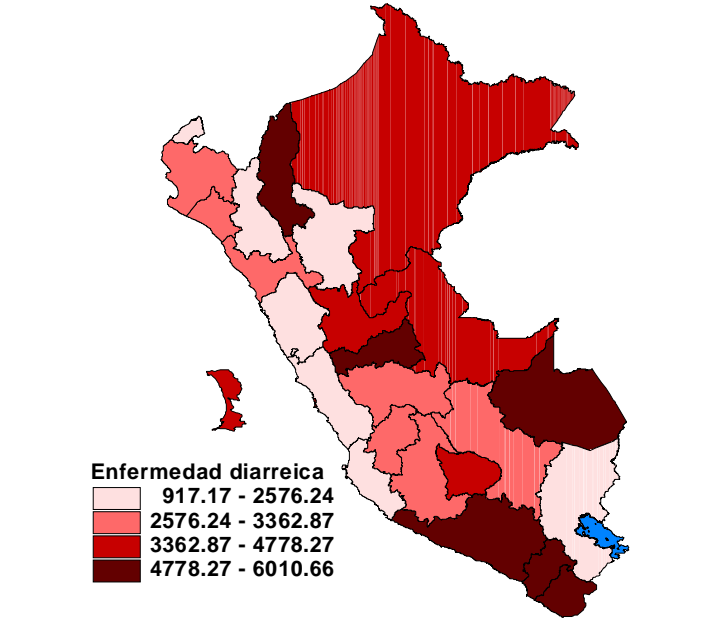 Enfermedad diarreica
917.17 - 2576.24
2576.24 - 3362.87
3362.87 - 4778.27
4778.27 - 6010.66